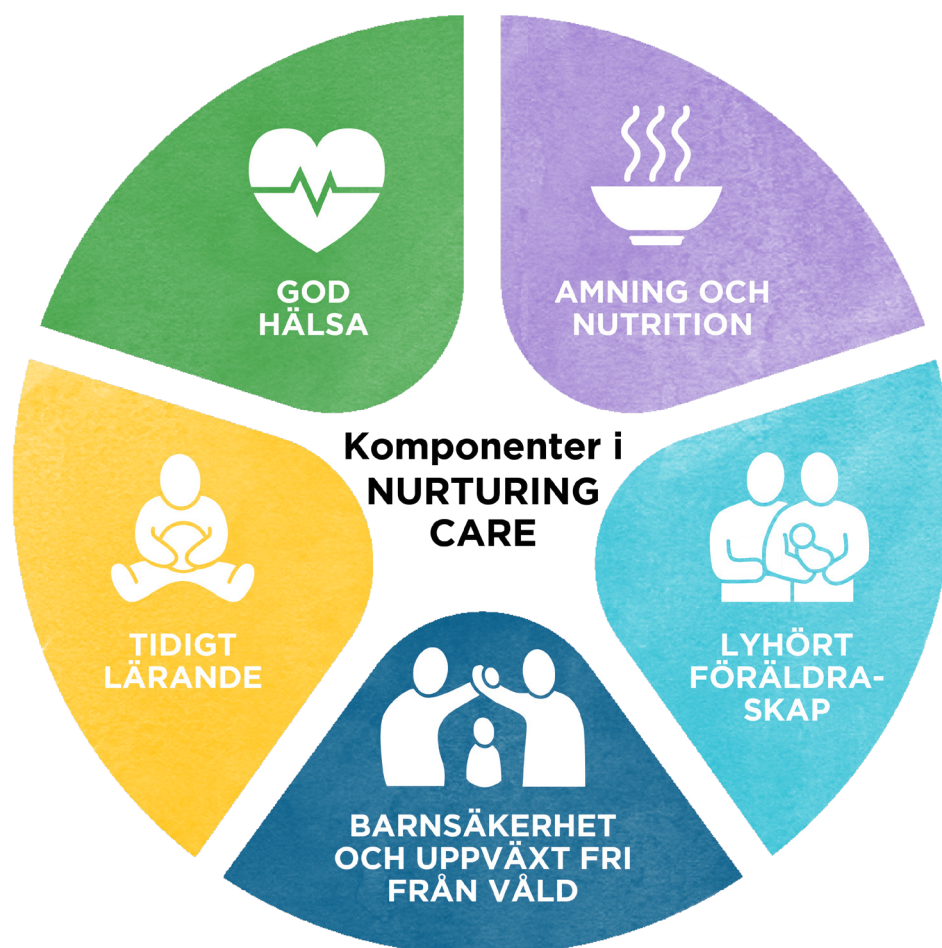 GOD
HÄLSA
AMNING OCH
NUTRITION
Komponenter i
NURTURING
CARE
TIDIGT
LÄRANDE
LYHÖRT
FÖRÄLDRA-
SKAP
BARNSÄKERHET
OCH UPPVÄXT FRI
FRÅN VÅLD